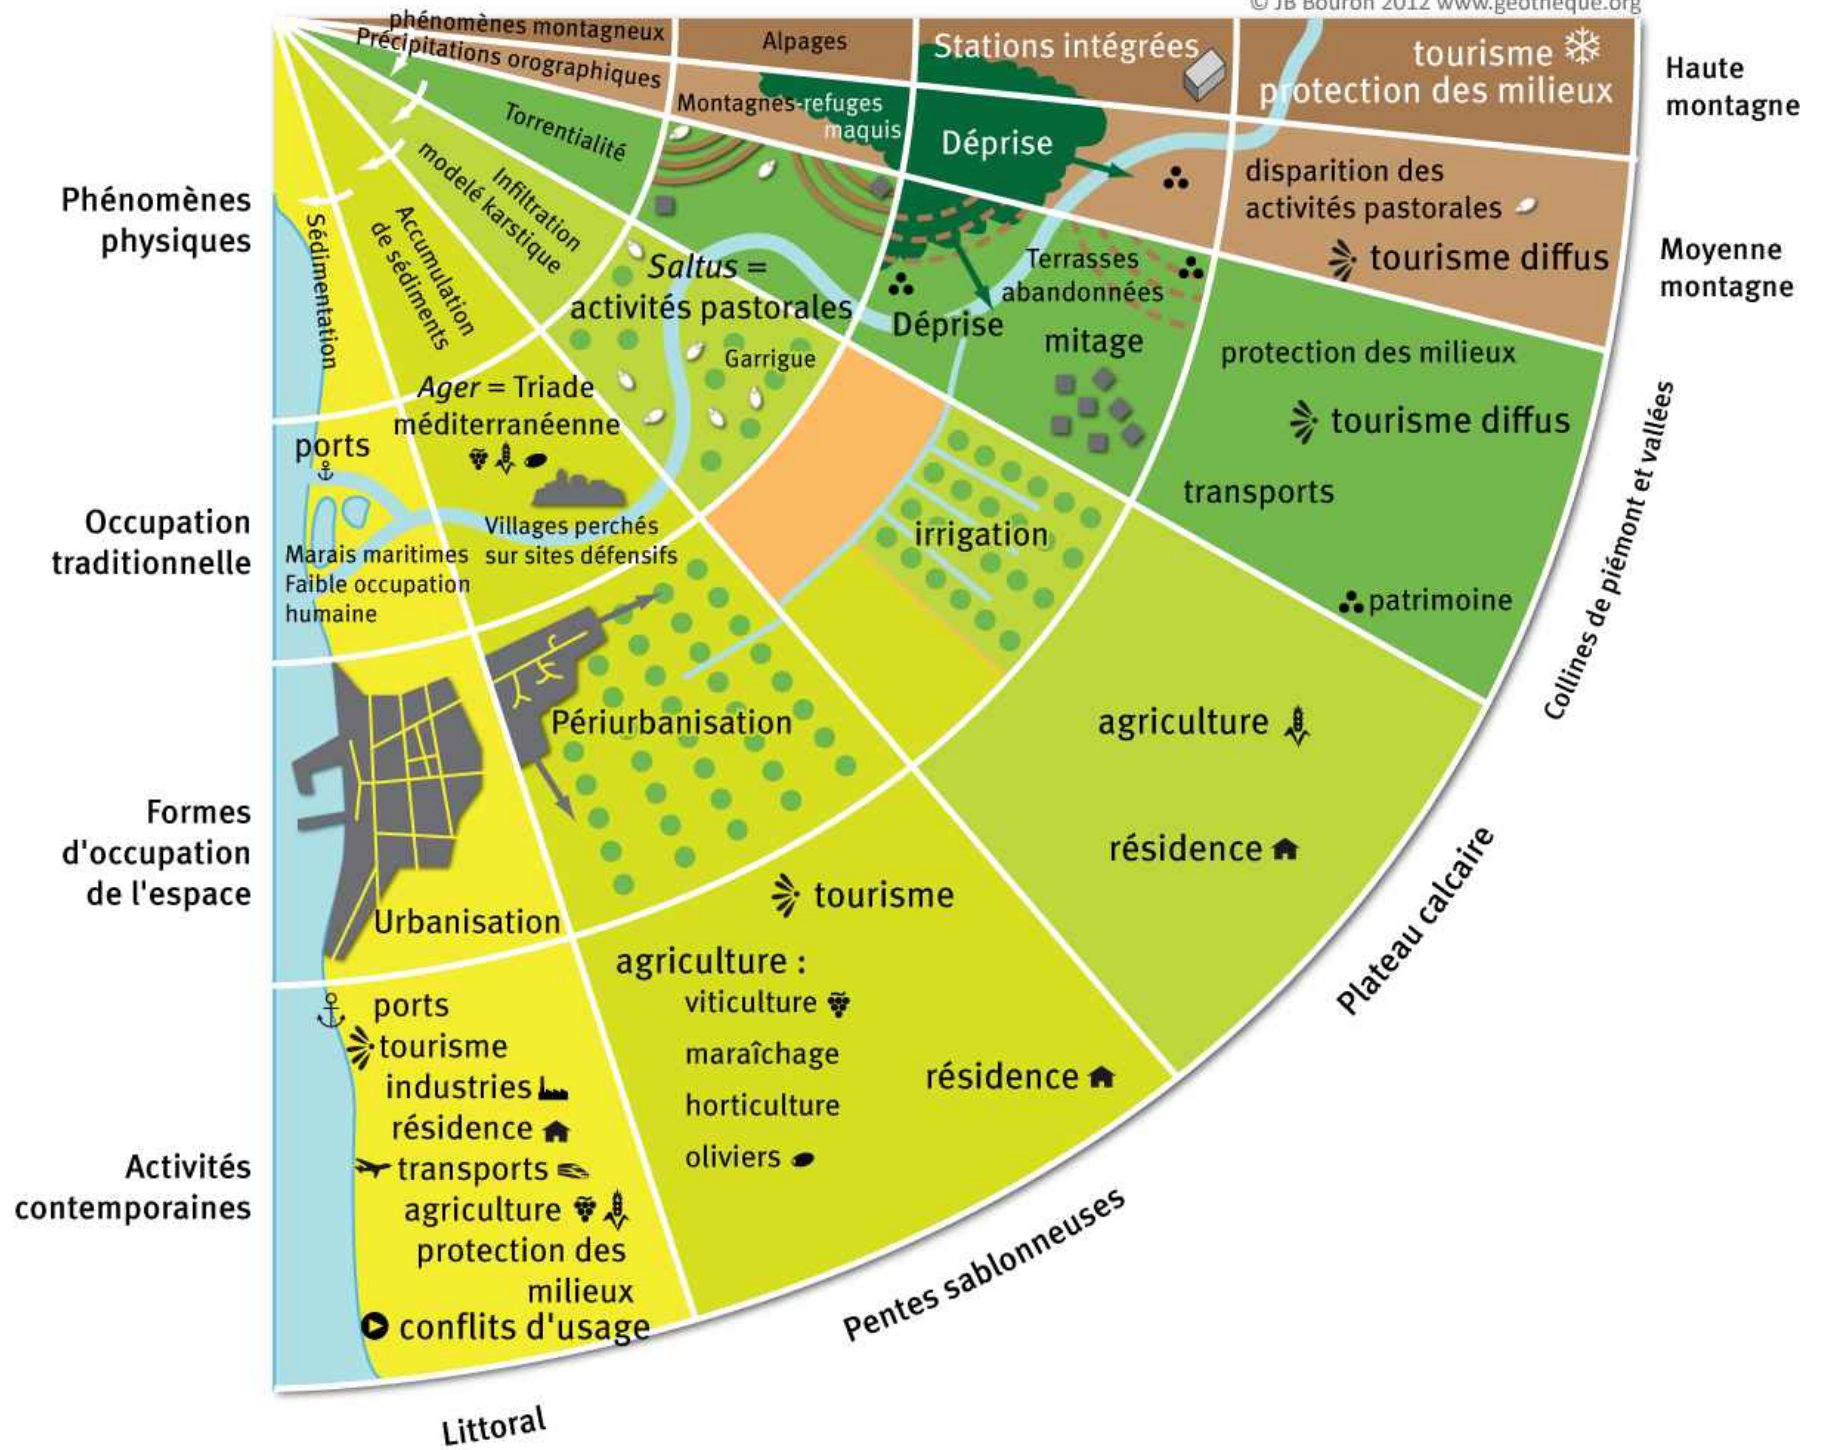 © JB Bouron 2012 www.geotheque.org
phénomènes montagneux
Alpages
Stations intégrées
tourisme
protection des milieux
Haute
montagne
Précipitations orographiques
Montagnes-refuges
maquis
Déprise
disparition des
activités pastorales
tourisme diffus
Moyenne
montagne
Torrentialité
Déprise
Terrasses
abandonnées
mitage
protection des milieux
tourisme diffus
transports
patrimoine
Collines de piémont et vallées
Infiltration
modelé karstique
Saltus =
activités pastorales
Garrigue
irrigation
agriculture
résidence
Plateau calcaire
Accumulation
de sédiments
Ager = Triade
méditerranéenne
Villages perchés
sur sites défensifs
Périurbanisation
tourisme
agriculture :
viticulture
maraîchage
horticulture
oliviers
résidence
Pentes sablonneuses
Sédimentation
ports
Marais maritimes
Faible occupation
humaine
Urbanisation
ports
tourisme
industries
résidence
transports
agriculture
protection des
milieux
conflits d'usage
Littoral
Phénomènes
physiques
Occupation
traditionnelle
Formes
d'occupation
de l'espace
Activités
contemporaines